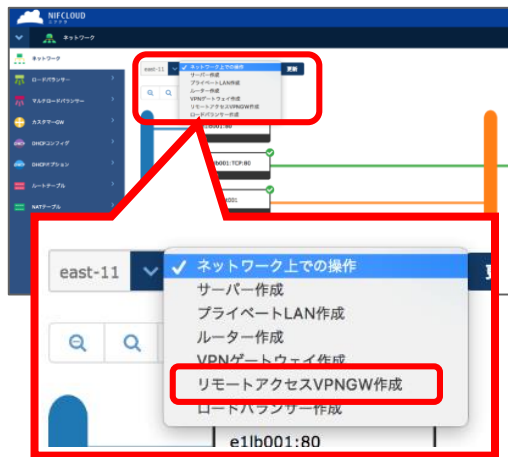 NIFCLOUD
ネットワーク
ネットワーク
ロードバランサー
マルチロードバランサー
カスタマーGW
DHCPコンフィグ
DHCPオプション
ルートテーブル
NATテーブル
east-11
✓ ネットワーク上での操作
サーバー作成
プライベートLAN作成
ルーター作成
VPNゲートウェイ作成
リモートアクセスVPNGW作成
ロードバランサー作成
更新
lb001:TCP:80
east-11
✓ ネットワーク上での操作
サーバー作成
プライベートLAN作成
ルーター作成
VPNゲートウェイ作成
リモートアクセスVPNGW作成
ロードバランサー作成
e1lb001:80